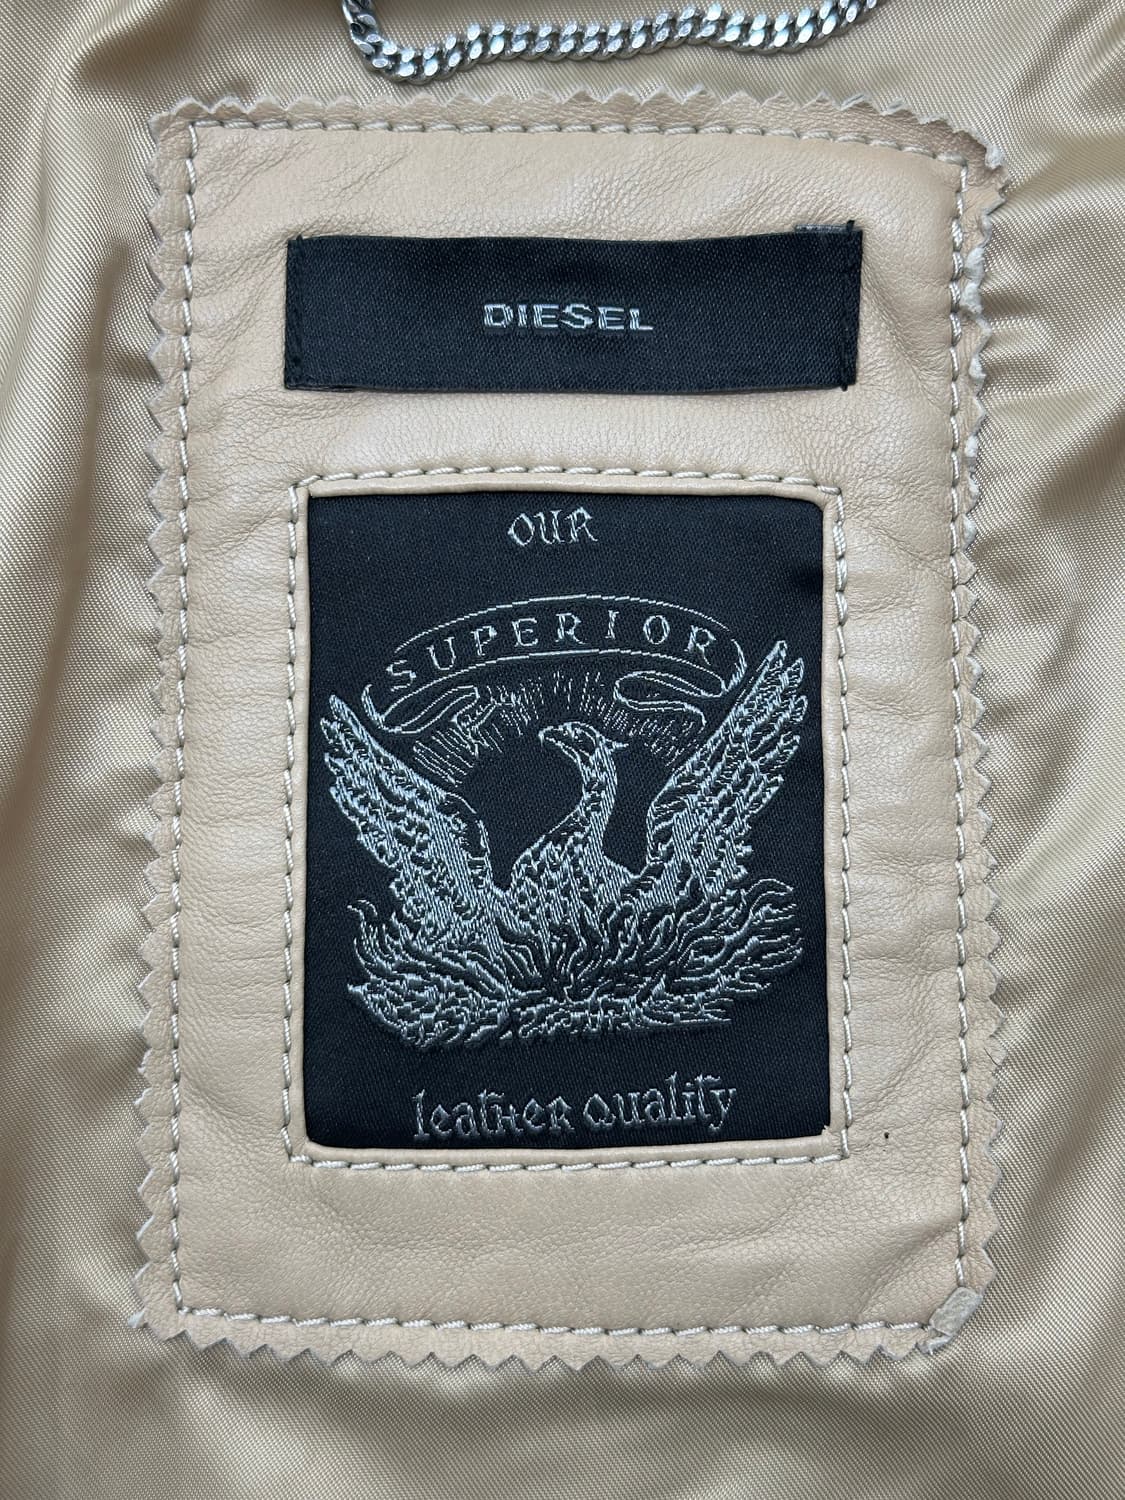 DIESEL
OUR
SUPERIOR
leather quality